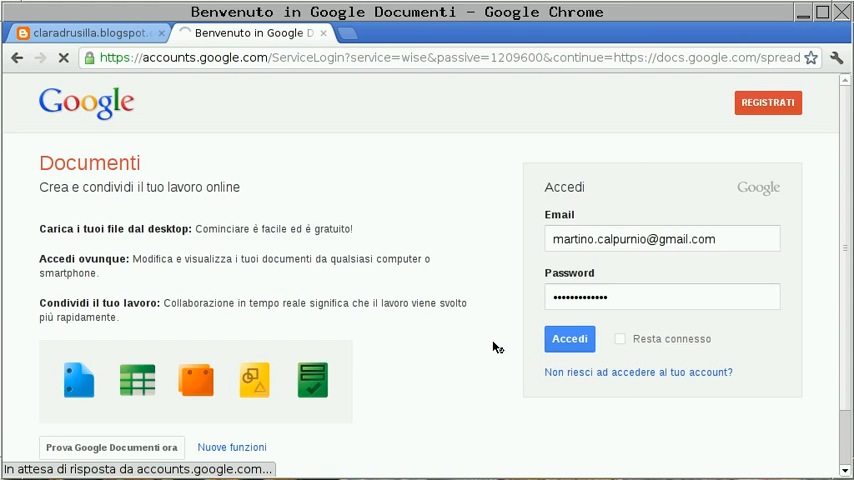 Benvenuto in Google Documenti - Google Chrome
claradrusilla.blogspot.c
Benvenuto in Google D
https://accounts.google.com/ServiceLogin?service=wise&passive=1209600&continue=https://docs.google.com/spread
Google
REGISTRATI
Documenti
Crea e condividi il tuo lavoro online
Carica i tuoi file dal desktop: Cominciare è facile ed é gratuito!
Accedi ovunque: Modifica e visualizza i tuoi documenti da qualsiasi computer o
smartphone.
Condividi il tuo lavoro: Collaborazione in tempo reale significa che il lavoro viene svolto
più rapidamente.
Prova Google Documenti ora
Nuove funzioni
Accedi
Google
Email
martino.calpurnio@gmail.com
Password
•••••••••••••
Accedi
Resta connesso
Non riesci ad accedere al tuo account?
In attesa di risposta da accounts.google.com...